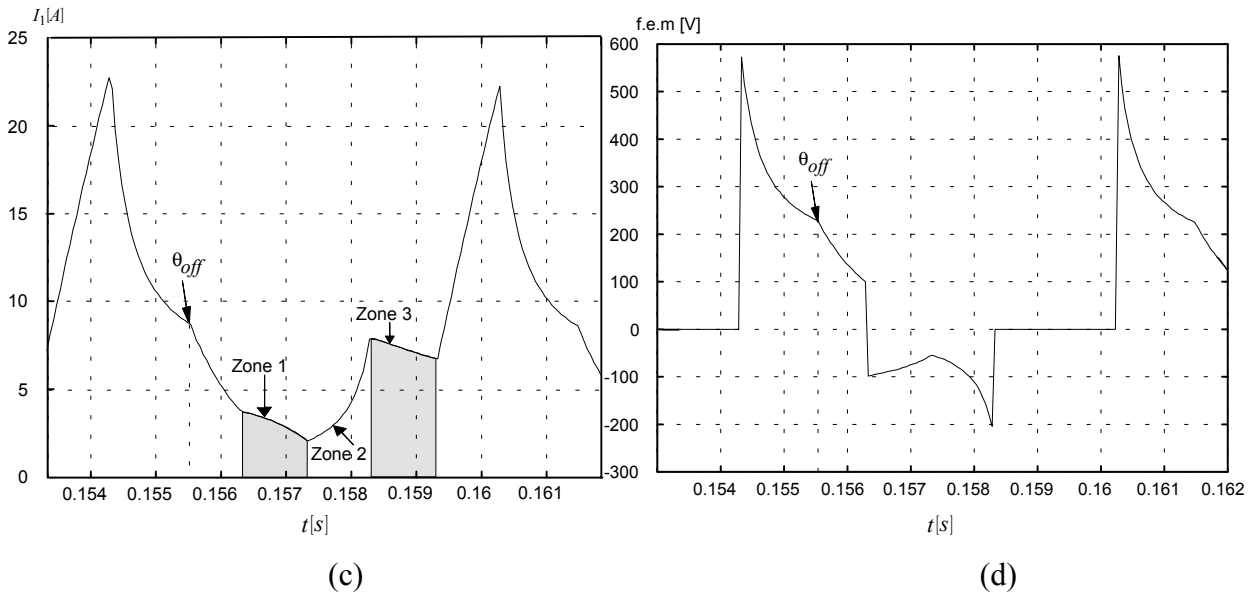 I₁[A]
25
20
15
10
5
0
θoff
Zone 1
Zone 2
Zone 3
0.154 0.155 0.156 0.157 0.158 0.159 0.16 0.161
t[s]
(c)
f.e.m [V]
600
500
400
300
200
100
0
-100
-200
-300
θoff
0.154 0.155 0.156 0.157 0.158 0.159 0.16 0.161 0.162
t[s]
(d)